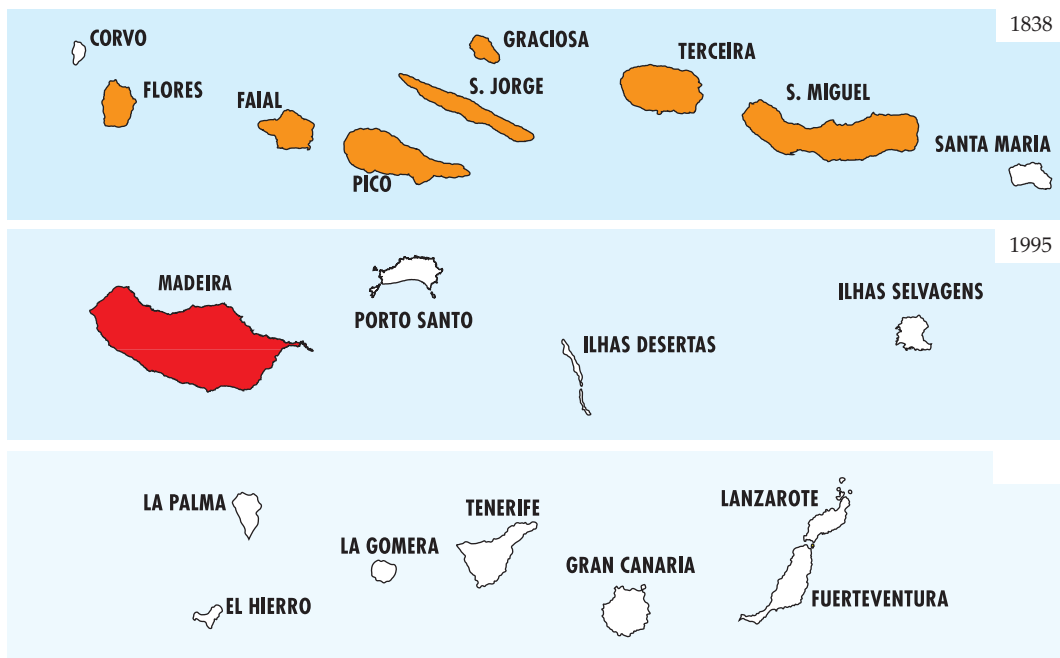 1838
CORVO
GRACIOSA
TERCEIRA
FLORES
FAIAL
S. JORGE
S. MIGUEL
SANTA MARIA
PICO
1995
MADEIRA
PORTO SANTO
ILHAS DESERTAS
ILHAS SELVAGENS
LA PALMA
TENERIFE
LANZAROTE
LA GOMERA
GRAN CANARIA
EL HIERRO
FUERTEVENTURA